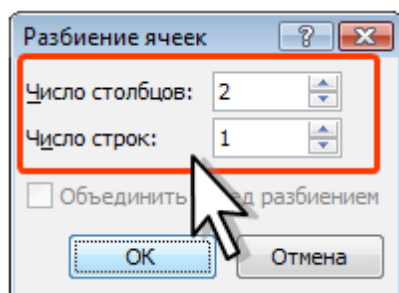 Разбиение ячеек
Число столбцов: 2
Число строк: 1
Объединить разбиением
ОК Отмена